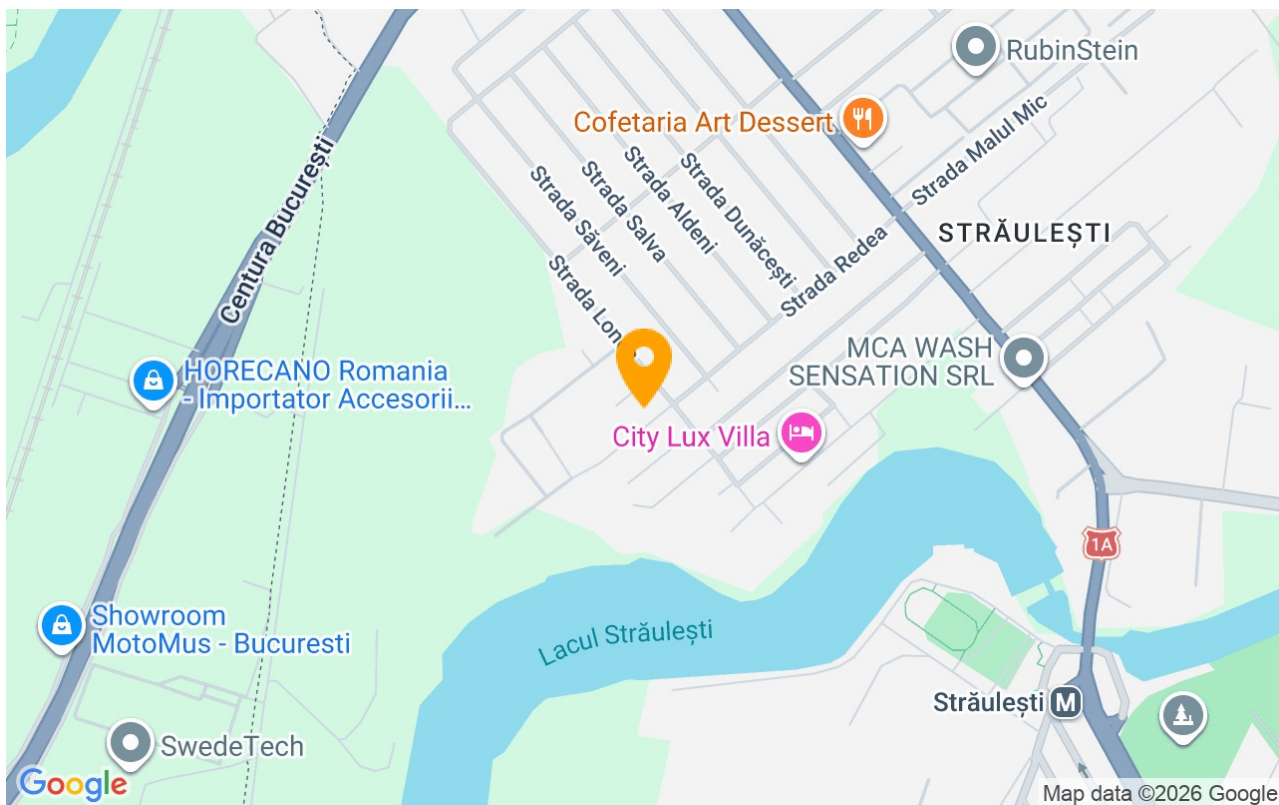 RubinStein
Cofetaria Art Dessert
Strada Malul Mic
Centura București
Strada Săveni
Strada Salva
Strada Aldeni
Strada Dunăcești
STRĂULEȘTI
Strada Redea
Strada Lon
HORECANO Romania
- Importator Accesorii...
MCA WASH
SENSATION SRL
City Lux Villa
1A
Showroom
MotoMus - Bucuresti
Lacul Străulești
Străulești M
SwedeTech
Google
Map data ©2026 Google